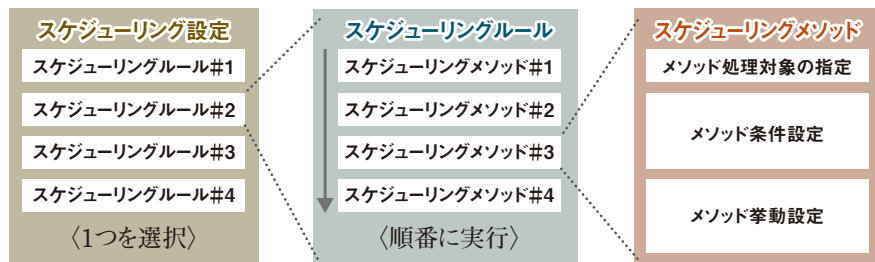 スケジューリング設定
スケジューリングルール#1
スケジューリングルール#2
スケジューリングルール#3
スケジューリングルール#4
〈1つを選択〉
スケジューリングルール
スケジューリングメソッド#1
スケジューリングメソッド#2
スケジューリングメソッド#3
スケジューリングメソッド#4
〈順番に実行〉
スケジューリングメソッド
メソッド処理対象の指定
メソッド条件設定
メソッド挙動設定